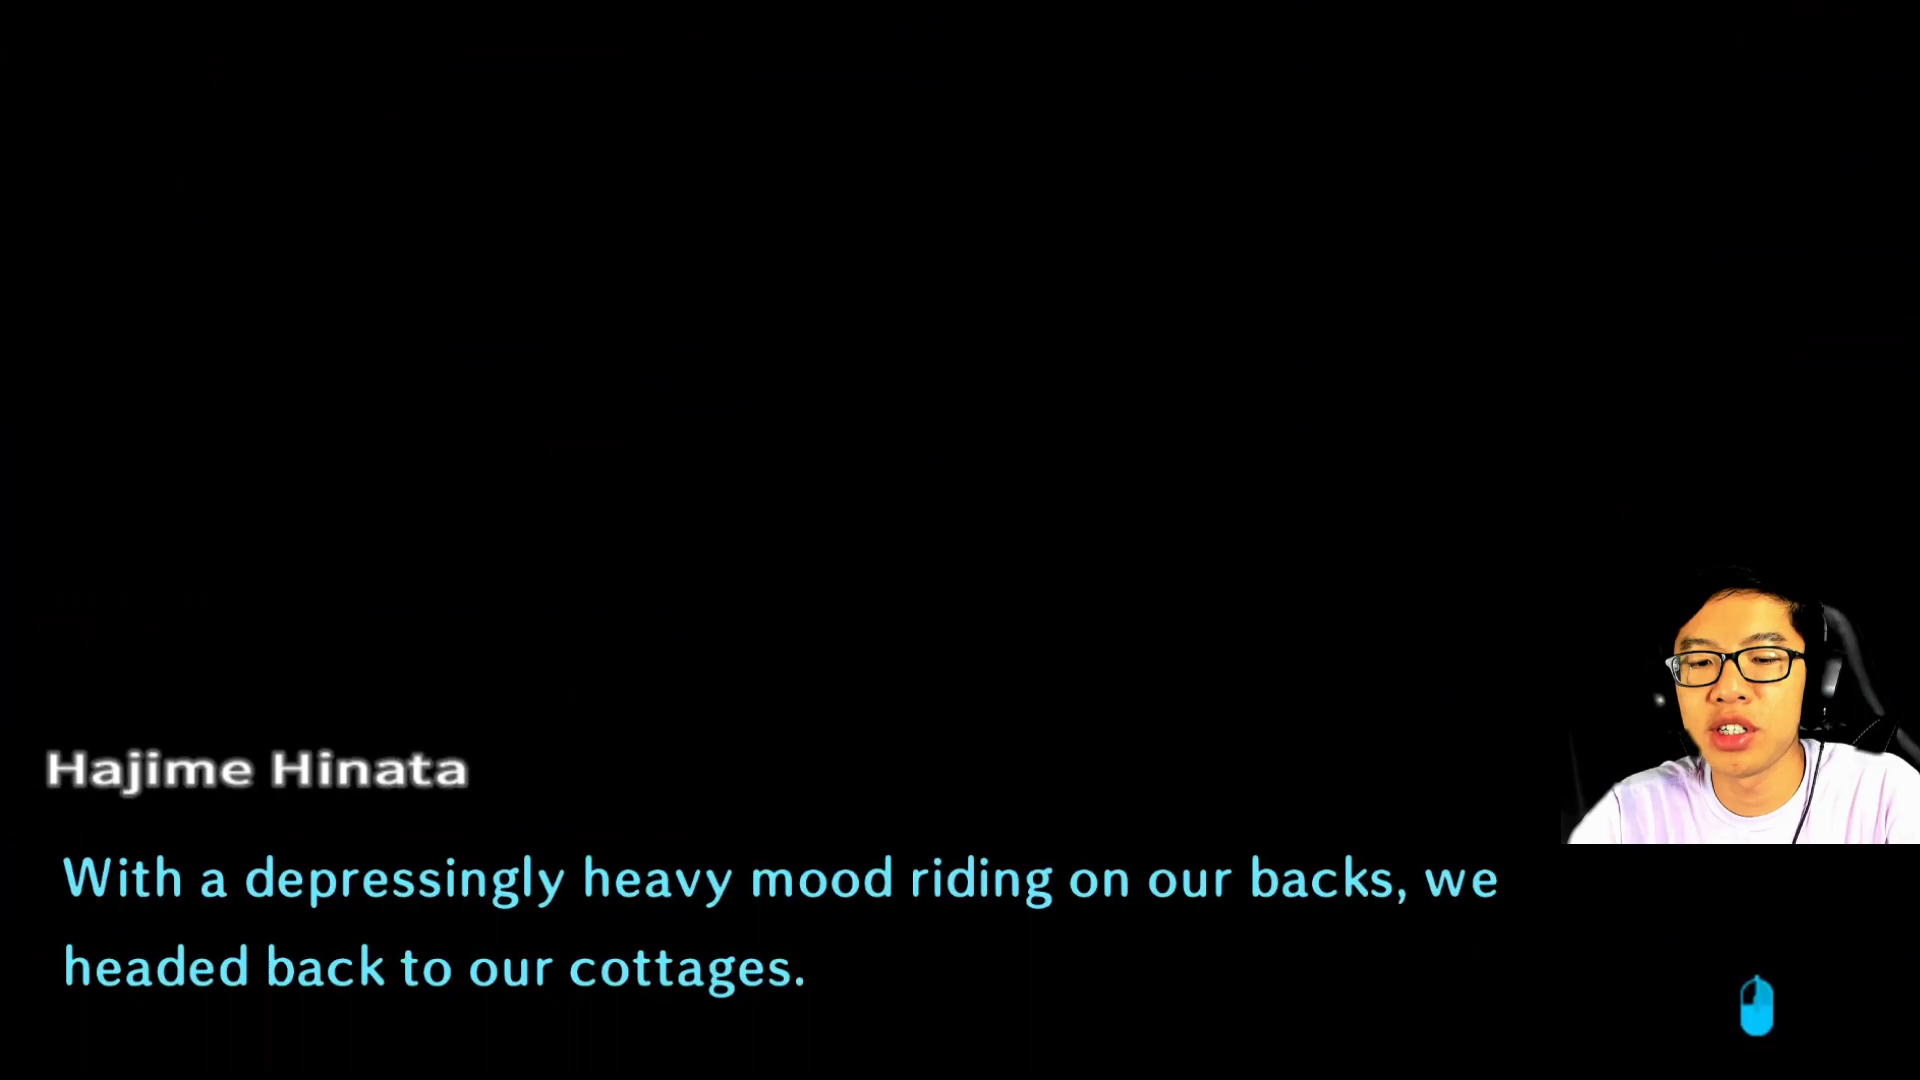 Hajime Hinata
With a depressingly heavy mood riding on our backs, we
headed back to our cottages.